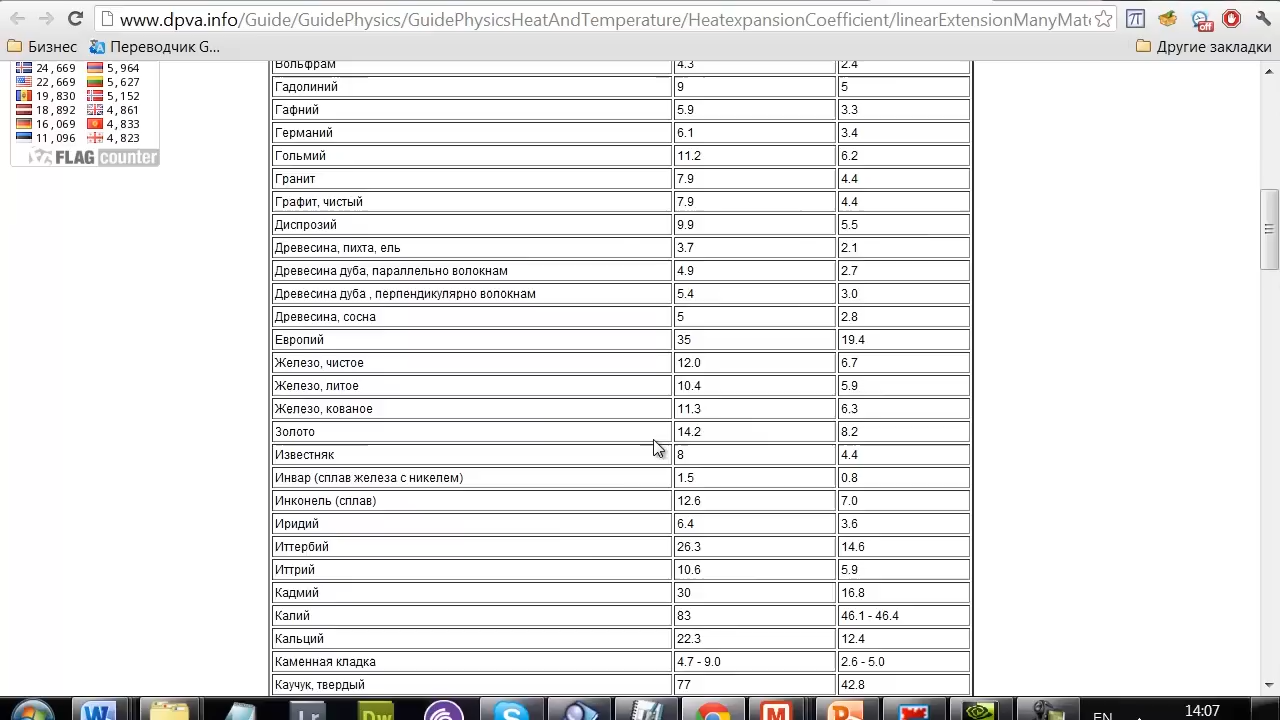 www.dpva.info/Guide/GuidePhysics/GuidePhysicsHeatAndTemperature/HeatexpansionCoefficient/linearExtensionManyMate
off
Бизнес Переводчик G... Другие закладки
24,669 5,964
22,669 5,627
19,830 5,152
18,892 4,861
16,069 4,833
11,096 4,823
FLAG counter
Вольфрам 4.3 2.4
Гадолиний 9 5
Гафний 5.9 3.3
Германий 6.1 3.4
Гольмий 11.2 6.2
Гранит 7.9 4.4
Графит, чистый 7.9 4.4
Диспрозий 9.9 5.5
Древесина, пихта, ель 3.7 2.1
Древесина дуба, параллельно волокнам 4.9 2.7
Древесина дуба , перпендикулярно волокнам 5.4 3.0
Древесина, сосна 5 2.8
Европий 35 19.4
Железо, чистое 12.0 6.7
Железо, литое 10.4 5.9
Железо, кованое 11.3 6.3
Золото 14.2 8.2
Известняк 8 4.4
Инвар (сплав железа с никелем) 1.5 0.8
Инконель (сплав) 12.6 7.0
Иридий 6.4 3.6
Иттербий 26.3 14.6
Иттрий 10.6 5.9
Кадмий 30 16.8
Калий 83 46.1 - 46.4
Кальций 22.3 12.4
Каменная кладка 4.7 - 9.0 2.6 - 5.0
Каучук, твердый 77 42.8
Lr Dw EN 14:07